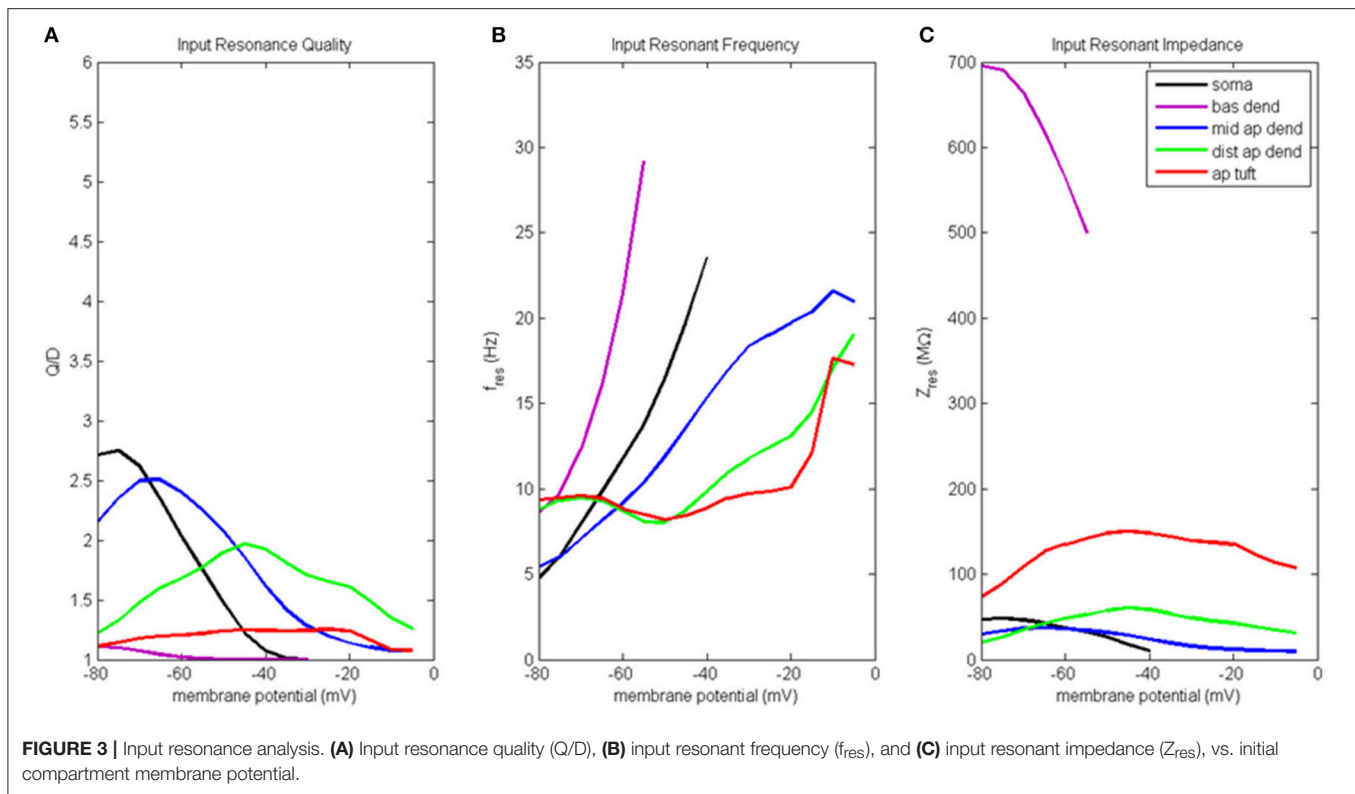 A
Input Resonance Quality
6
5.5
5
4.5
4
3.5
3
2.5
2
1.5
1
Q/D
-80
-60
-40
-20
0
membrane potential (mV)
B
Input Resonant Frequency
35
30
25
20
15
10
5
0
f_res (Hz)
-80
-60
-40
-20
0
membrane potential (mV)
C
Input Resonant Impedance
700
600
500
400
300
200
100
0
Z_res (MΩ)
-80
-60
-40
-20
0
membrane potential (mV)
soma
bas dend
mid ap dend
dist ap dend
ap tuft
FIGURE 3 | Input resonance analysis. (A) Input resonance quality (Q/D), (B) input resonant frequency (f_res), and (C) input resonant impedance (Z_res), vs. initial
compartment membrane potential.